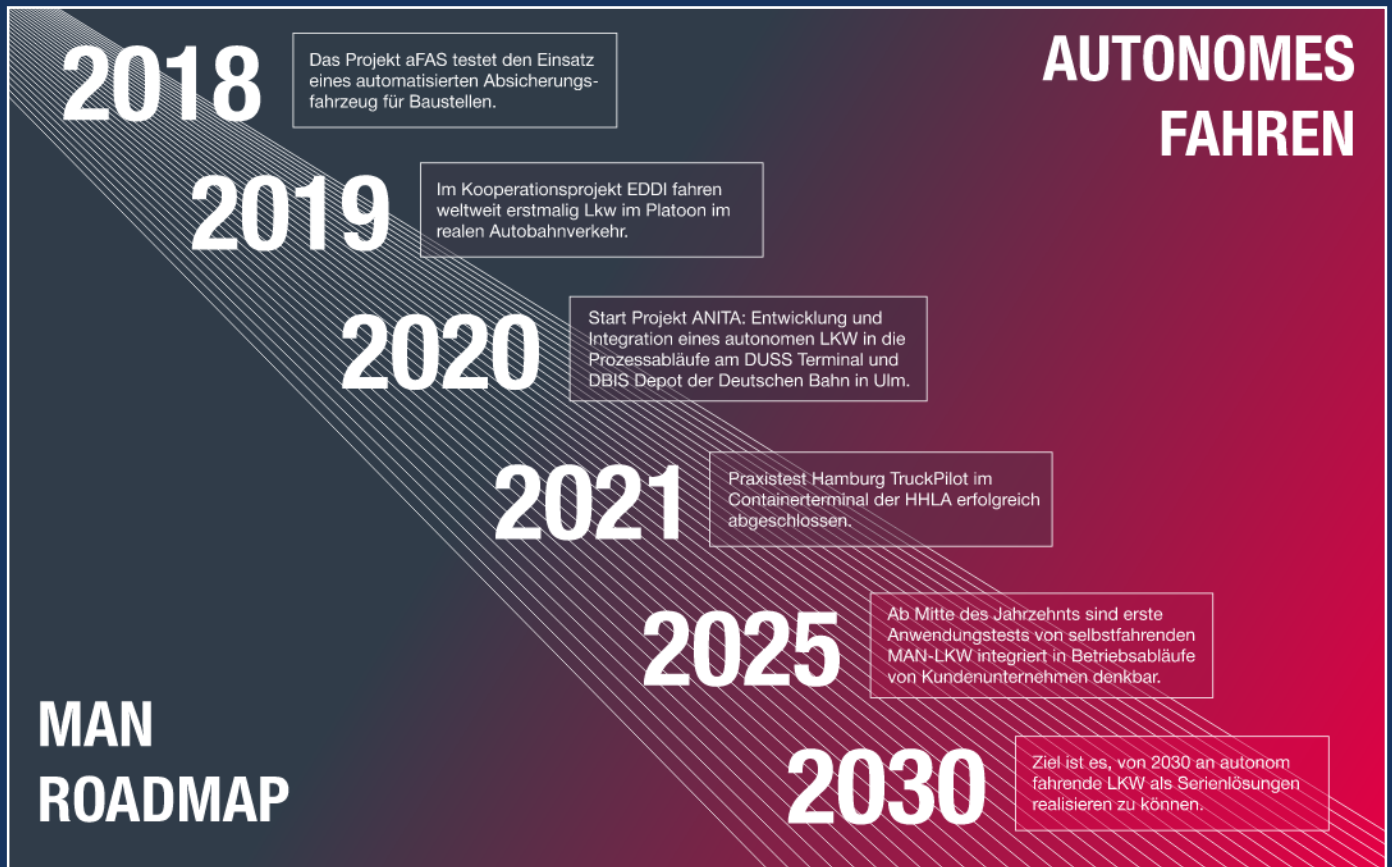 2018
Das Projekt aFAS testet den Einsatz
eines automatisierten Absicherungs-
fahrzeug für Baustellen.
AUTONOMES
FAHREN
2019
Im Kooperationsprojekt EDDI fahren
weltweit erstmalig Lkw im Platoon im
realen Autobahnverkehr.
2020
Start Projekt ANITA: Entwicklung und
Integration eines autonomen LKW in die
Prozessabläufe am DUSS Terminal und
DBIS Depot der Deutschen Bahn in Ulm.
2021
Praxistest Hamburg TruckPilot im
Containerterminal der HHLA erfolgreich
abgeschlossen.
2025
Ab Mitte des Jahrzehnts sind erste
Anwendungstests von selbstfahrenden
MAN-LKW integriert in Betriebsabläufe
von Kundenunternehmen denkbar.
MAN
ROADMAP
2030
Ziel ist es, von 2030 an autonom
fahrende LKW als Serienlösungen
realisieren zu können.